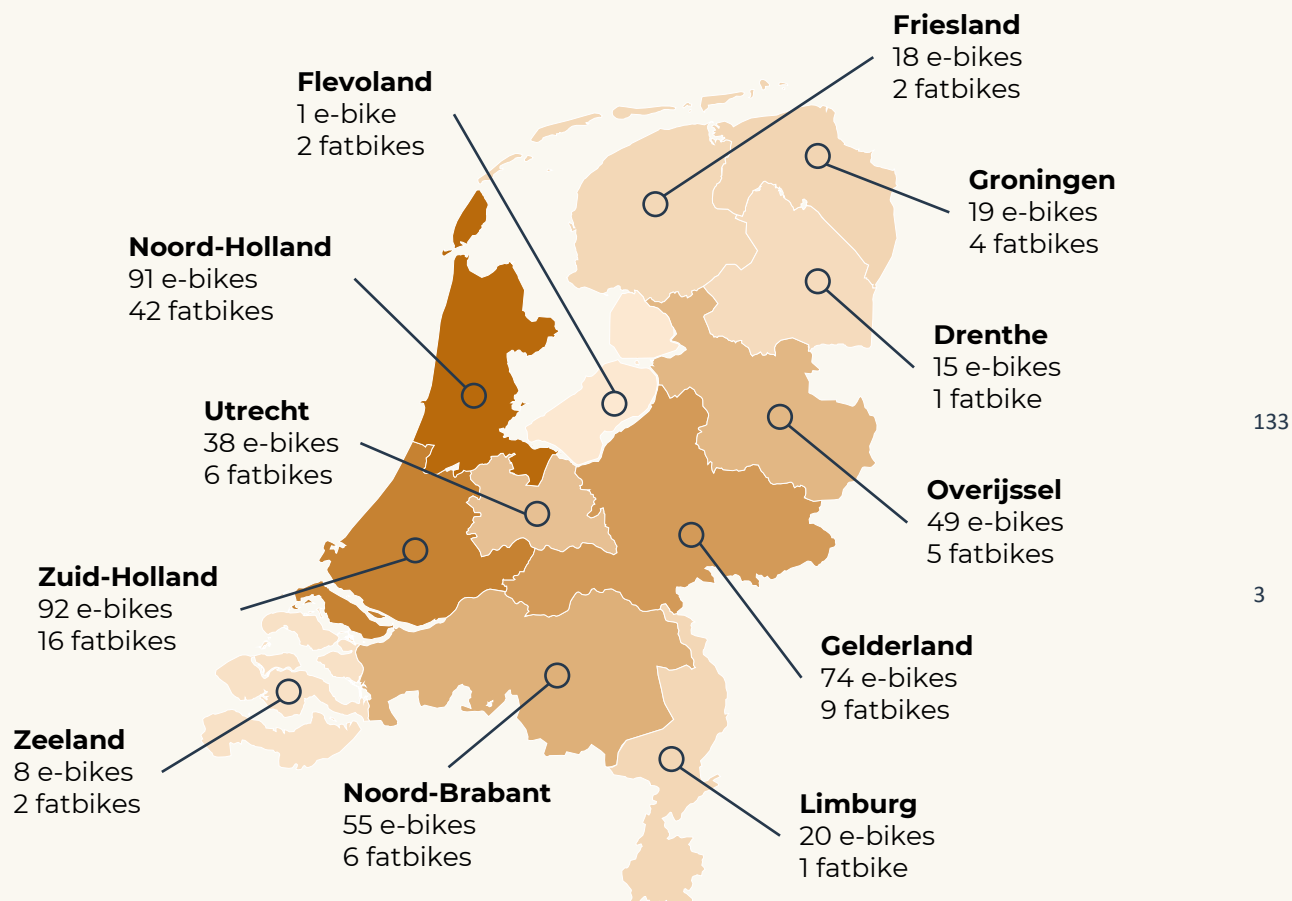 Friesland
18 e-bikes
2 fatbikes
Flevoland
1 e-bike
2 fatbikes
Groningen
19 e-bikes
4 fatbikes
Noord-Holland
91 e-bikes
42 fatbikes
Drenthe
15 e-bikes
1 fatbike
Utrecht
38 e-bikes
6 fatbikes
133
Overijssel
49 e-bikes
5 fatbikes
Zuid-Holland
92 e-bikes
16 fatbikes
3
Gelderland
74 e-bikes
9 fatbikes
Zeeland
8 e-bikes
2 fatbikes
Noord-Brabant
55 e-bikes
6 fatbikes
Limburg
20 e-bikes
1 fatbike